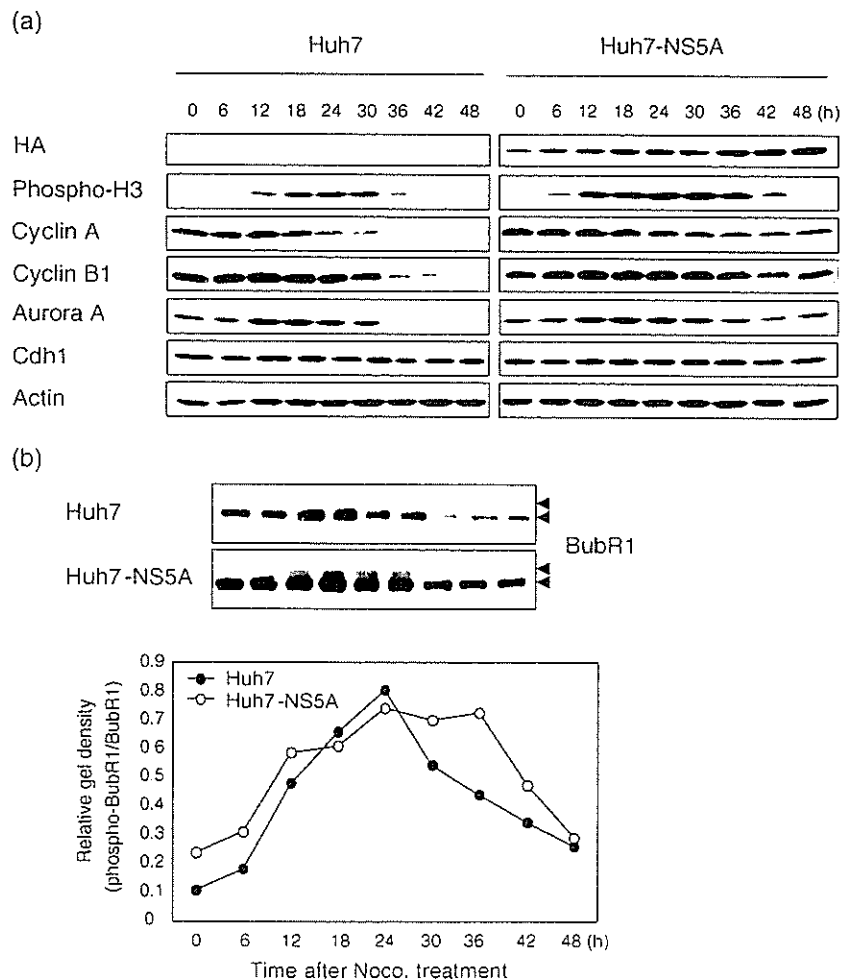 (a)
Huh7 Huh7-NS5A
0 6 12 18 24 30 36 42 48 0 6 12 18 24 30 36 42 48 (h)
HA
Phospho-H3
Cyclin A
Cyclin B1
Aurora A
Cdh1
Actin
(b)
Huh7
BubR1
Huh7-NS5A
0.9
0.8
0.7
0.6
0.5
0.4
0.3
0.2
0.1
0
Relative gel density
(phospho-BubR1/BubR1)
Huh7
Huh7-NS5A
0 6 12 18 24 30 36 42 48 (h)
Time after Noco. treatment